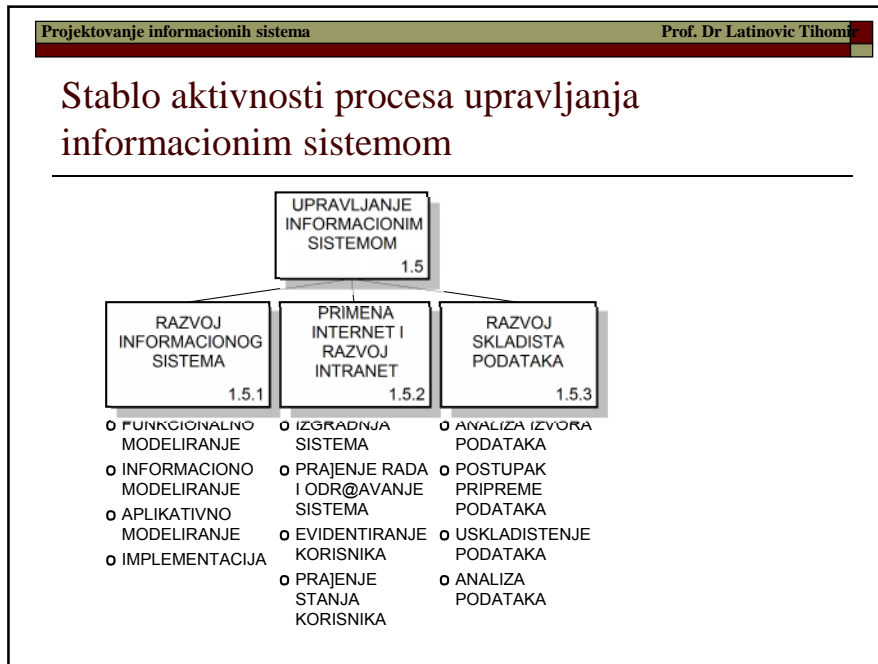 Projektovanje informacionih sistema Prof. Dr Latinovic Tihomir
Stablo aktivnosti procesa upravljanja
informacionim sistemom
UPRAVLJANJE
INFORMACIONIM
SISTEMOM
1.5
RAZVOJ
INFORMACIONOG
SISTEMA
1.5.1
PRIMENA
INTERNET I
RAZVOJ
INTRANET
1.5.2
RAZVOJ
SKLADISTA
PODATAKA
1.5.3
o FUNKCIONALNO
MODELIRANJE
o INFORMACIONO
MODELIRANJE
o APLIKATIVNO
MODELIRANJE
o IMPLEMENTACIJA
o IZGRADNJA
SISTEMA
o PRA]ENJE RADA
I ODR@AVANJE
SISTEMA
o EVIDENTIRANJE
KORISNIKA
o PRA]ENJE
STANJA
KORISNIKA
o ANALIZA IZVORA
PODATAKA
o POSTUPAK
PRIPREME
PODATAKA
o USKLADISTENJE
PODATAKA
o ANALIZA
PODATAKA